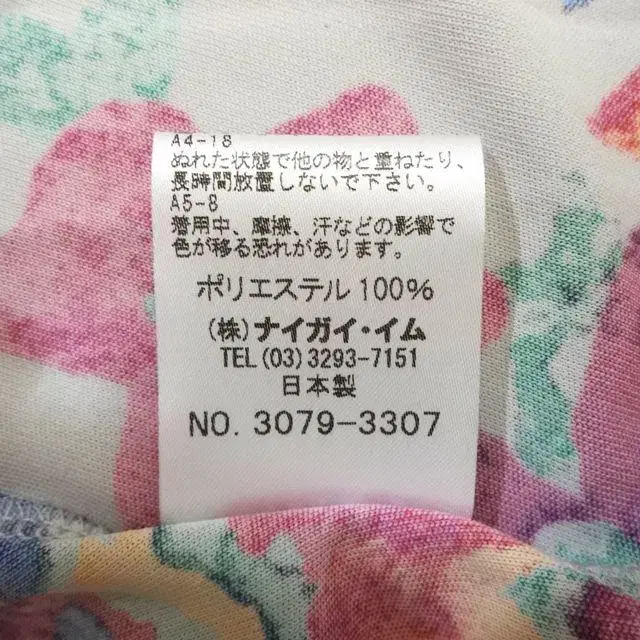 A4-18
ぬれた状態で他の物と重ねたり、
長時間放置しないで下さい。
A5-8
着用中、摩擦、汗などの影響で
色が移る恐れがあります。
ポリエステル 100%
(株)ナイガイ・イム
TEL(03)3293-7151
日本製
NO. 3079-3307